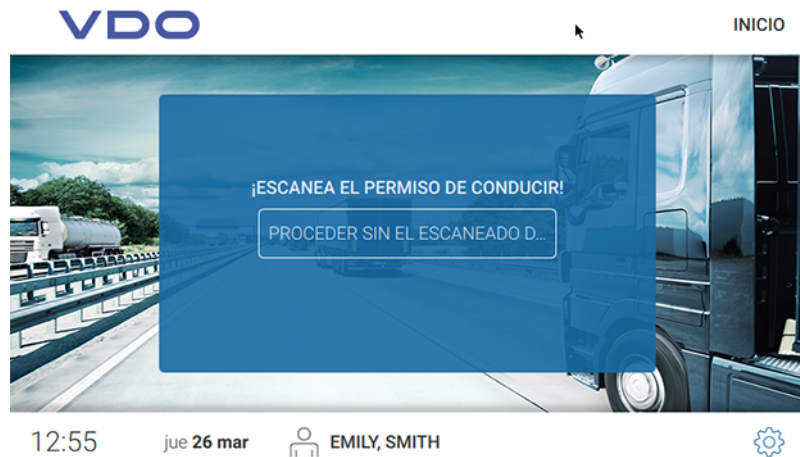 VDO
INICIO
¡ESCANEA EL PERMISO DE CONDUCIR!
PROCEDER SIN EL ESCANEADO D...
12:55 jue 26 mar EMILY, SMITH